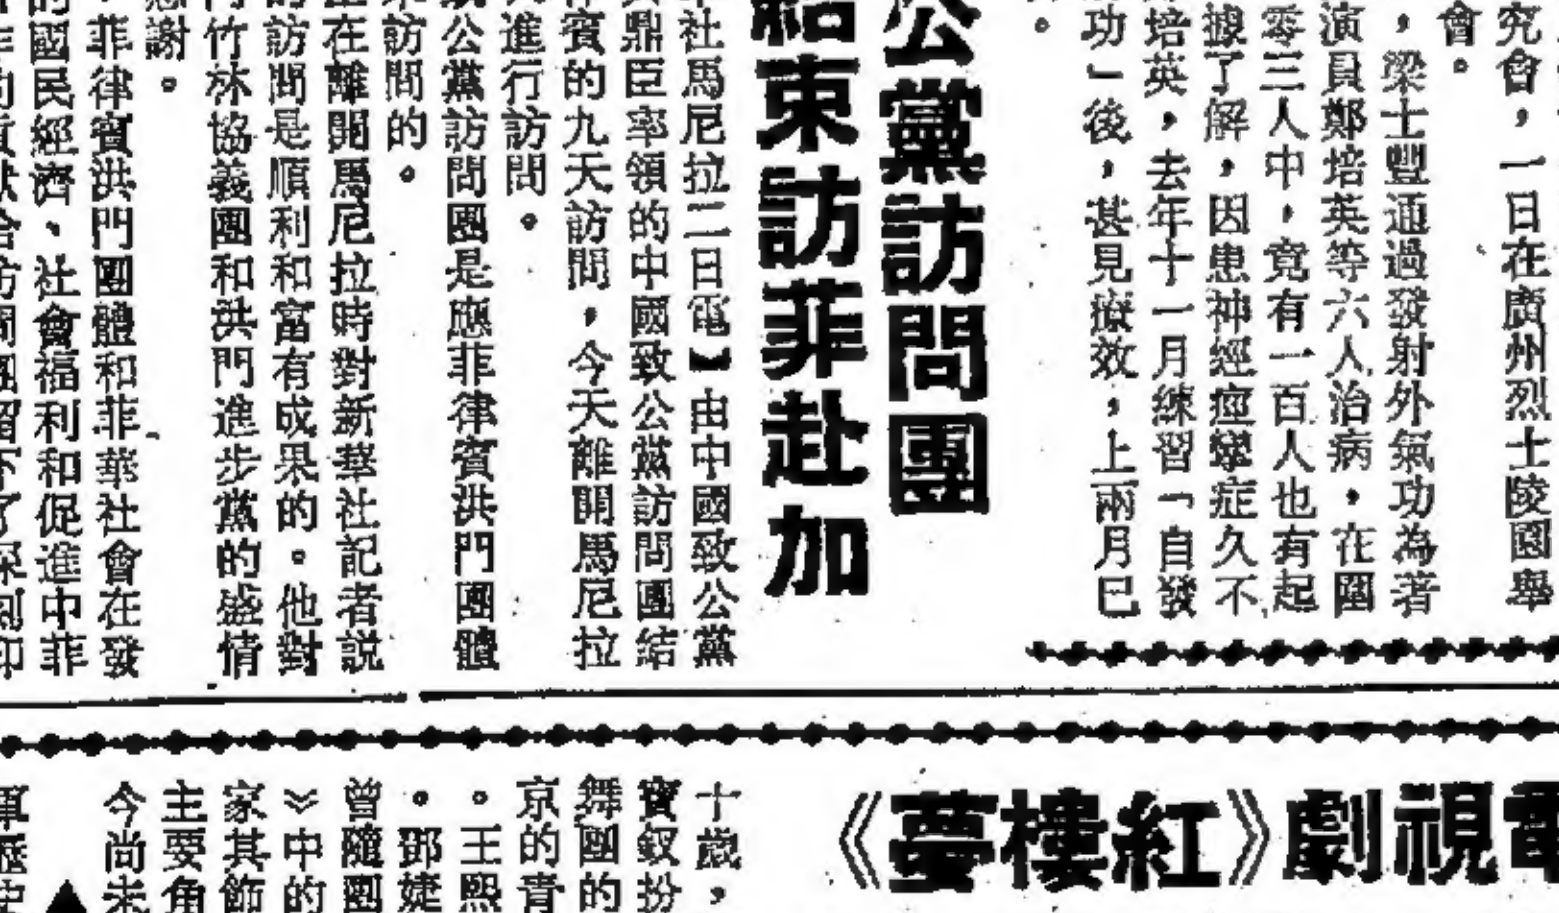 究會，一日在廣州烈士陵園舉
會。
，梁士豐通過發射外氣功為著
演員鄭培英等六人治病，在圍
零三人中，竟有一百人也有起
據了解，因患神經痙攣症久不
培英，去年十一月練習「自發
功」後，甚見療效，上兩月已
。
公黨訪問團
結束訪菲赴加
社馬尼拉二日電】由中國致公黨
鼎臣率領的中國致公黨訪問團結
賓的九天訪問，今天離開馬尼拉
進行訪問。
公黨訪問團是應菲律賓洪門團體
訪問的。
在離開馬尼拉時對新華社記者説
訪問是順利和富有成果的。他對
竹林協義團和洪門進步黨的盛情
感謝。
菲律賓洪門團體和菲華社會在發
的國民經濟、社會福利和促進中菲
電視劇《紅樓夢》
十歲，
寶釵扮
舞團的
京的青
。王熙
。鄧婕
曾隨團
》中的
家其飾
主要角
今尚未